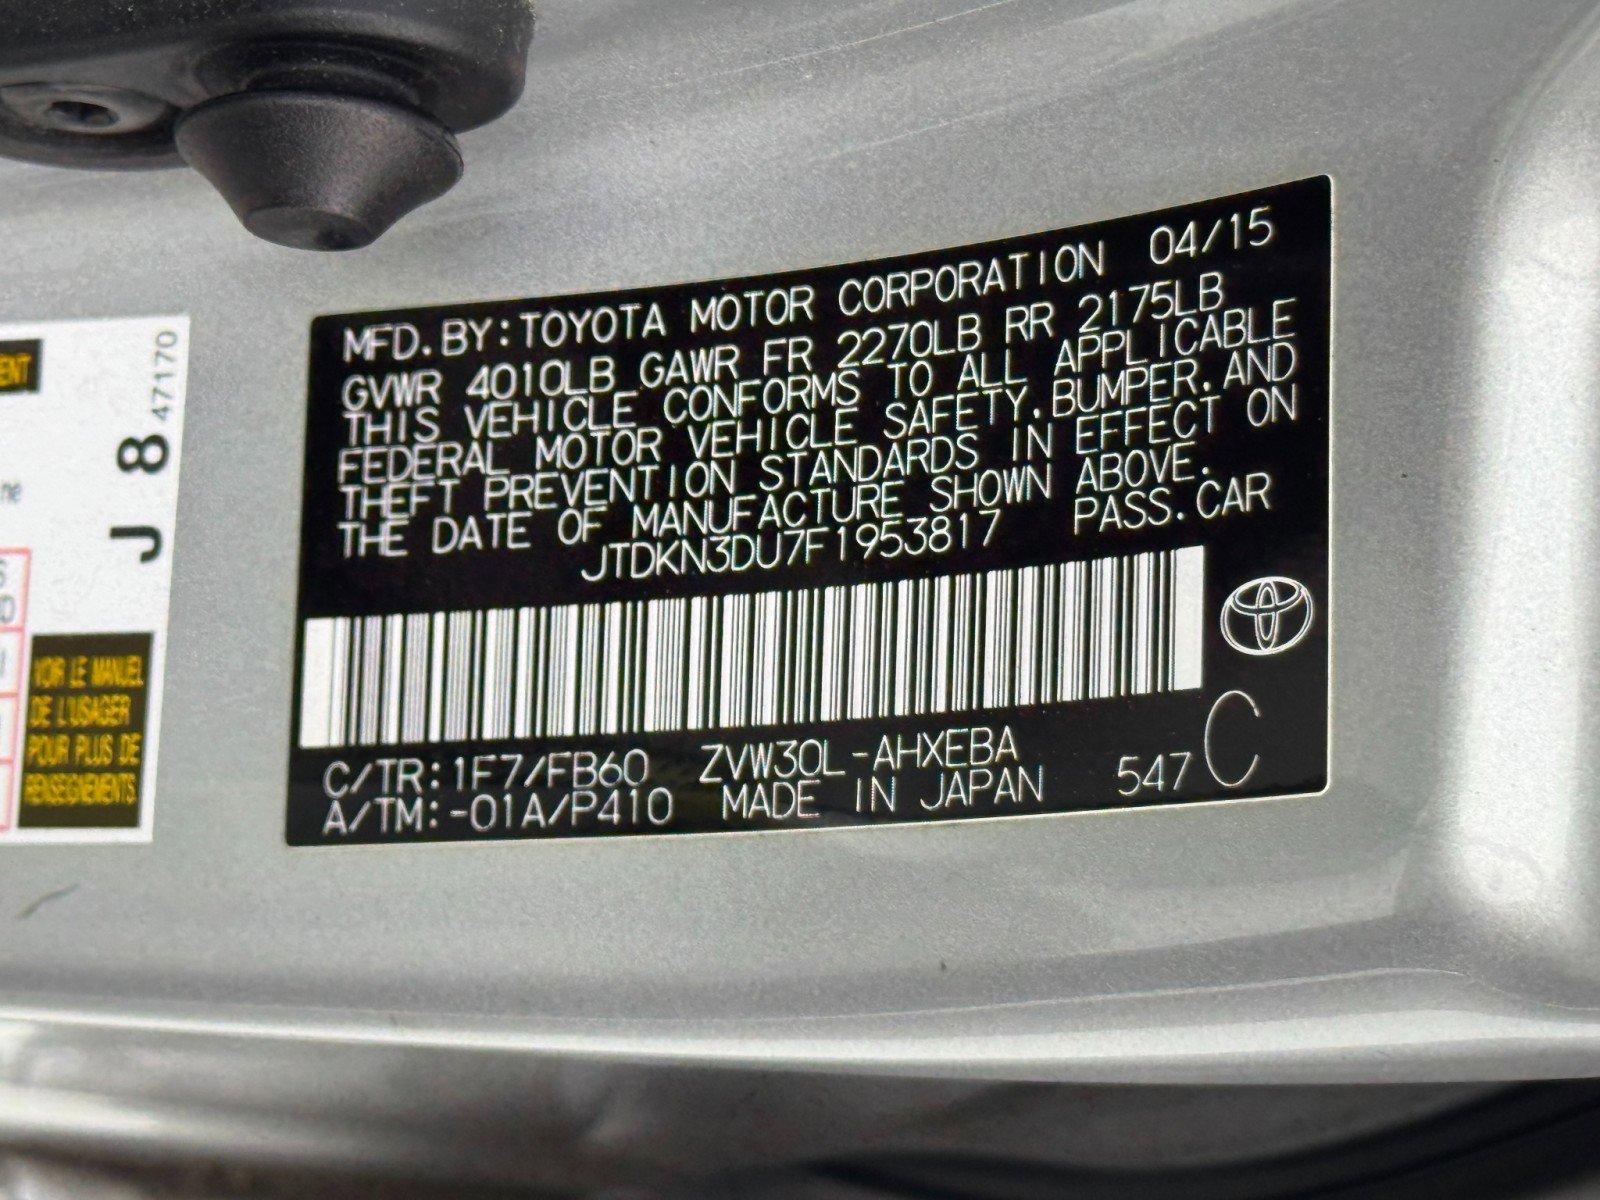 MFD. BY: TOYOTA MOTOR CORPORATION 04/15
GVWR 4010LB GAWR FR 2270LB RR 2175LB
THIS VEHICLE CONFORMS TO ALL APPLICABLE
FEDERAL MOTOR VEHICLE SAFETY, BUMPER, AND
THEFT PREVENTION STANDARDS IN EFFECT ON
THE DATE OF MANUFACTURE SHOWN ABOVE.
JTDKN3DU7F1953817 PASS. CAR
C/TR: 1F7/FB60 ZVW30L-AHXEBA
A/TM: -01A/P410 MADE IN JAPAN 547 C
J 8 47170
VOIR LE MANUEL
DE L'USAGER
POUR PLUS DE
RENSEIGNEMENTS